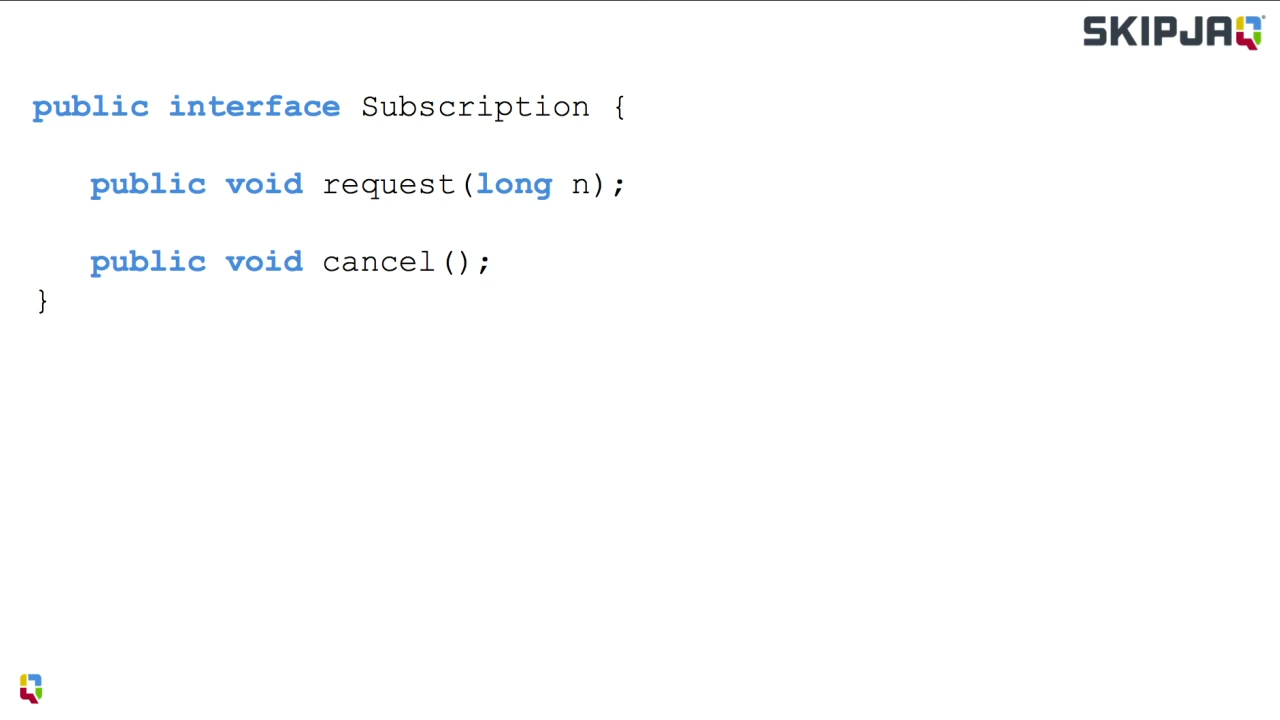 SKIPJAQ
public interface Subscription {
public void request(long n);
public void cancel();
}